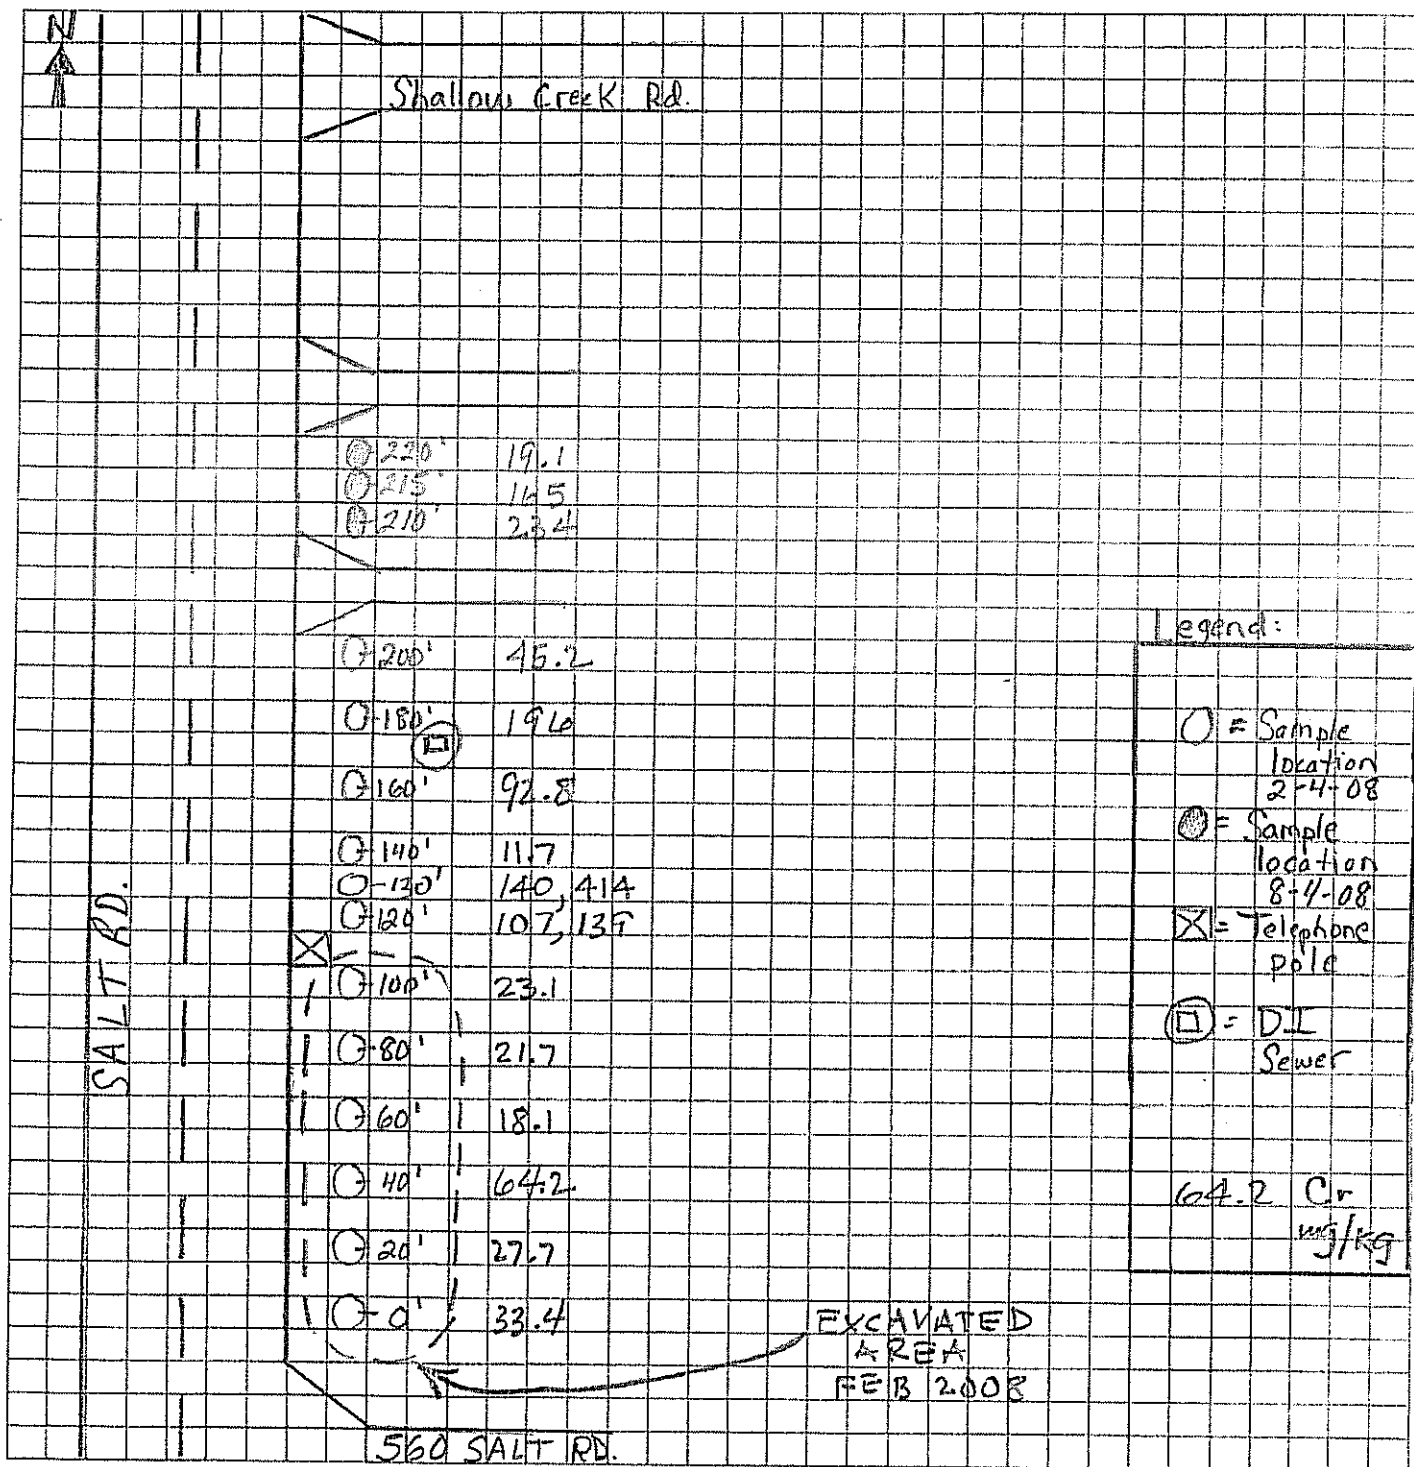 N
Shallow Creek Rd.
220' 19.1
215' 16.5
210' 23.4
200' 45.2
180'
160' 92.8
140' 11.7
140, 414
120' 107, 139
100' 23.1
80' 21.7
60' 18.1
40' 64.2
20' 27.7
0' 33.4
SALT RD.
EXCAVATED
AREA
FEB 2008
560 SALT RD.
Legend:
= Sample
location
2-4-08
= Sample
location
8-4-08
= Telephone
pole
= DI
Sewer
64.2 Cr
mg/kg